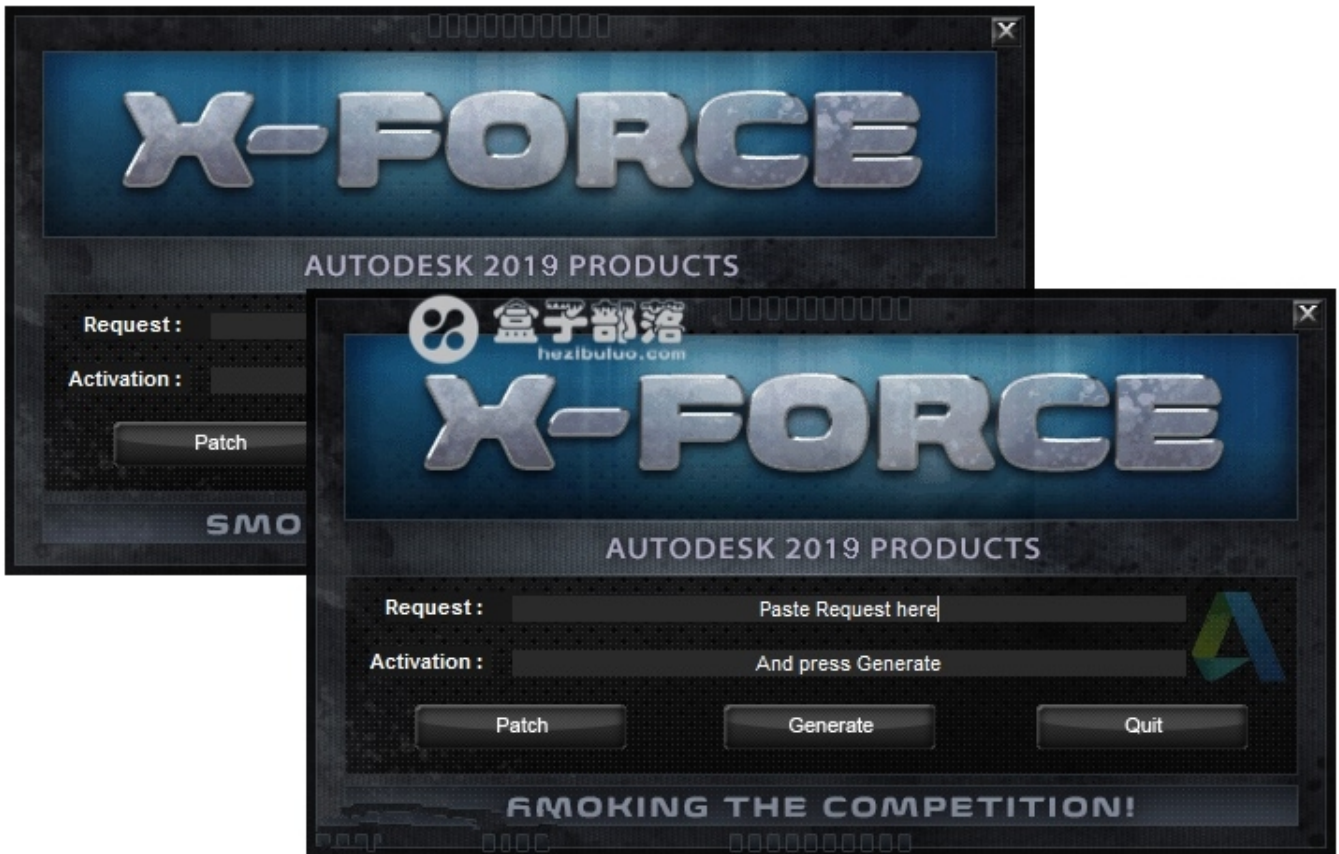 X-FORCE
AUTODESK 2019 PRODUCTS
Request :
Activation :
Patch
SMO
盒子部落
hezibuluo.com
X-FORCE
AUTODESK 2019 PRODUCTS
Request :
Paste Request here
Activation :
And press Generate
Patch
Generate
Quit
SMOKING THE COMPETITION!